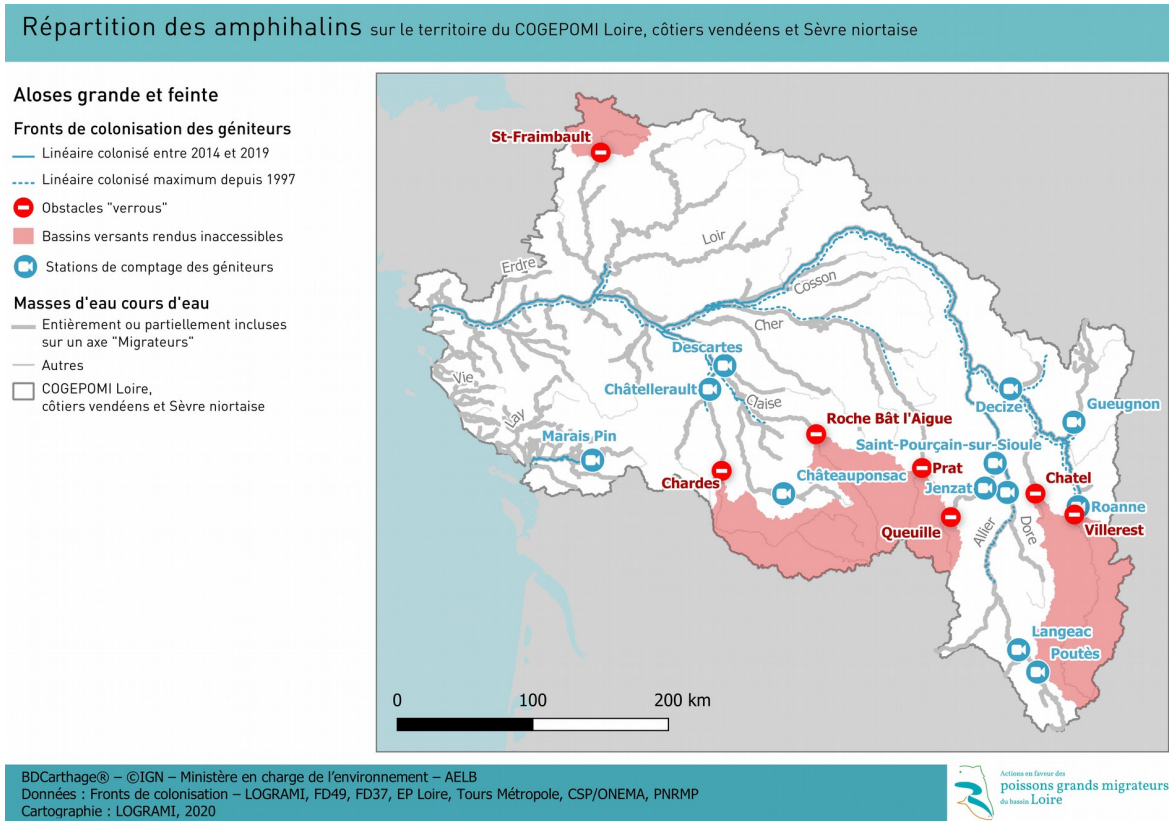 Répartition des amphihalins sur le territoire du COGEPOMI Loire, côtiers vendéens et Sèvre niortaise
Aloses grande et feinte
Fronts de colonisation des géniteurs
Linéaire colonisé entre 2014 et 2019
Linéaire colonisé maximum depuis 1997
Obstacles "verrous"
Bassins versants rendus inaccessibles
Stations de comptage des géniteurs
Masses d'eau cours d'eau
Entièrement ou partiellement incluses
sur un axe "Migrateurs"
Autres
COGEPOMI Loire,
côtiers vendéens et Sèvre niortaise
St-Fraimbault
Loir
Erdre
Cosson
Cher
Descartes
Châtellerault
Vie
Claise
Lay
Decize
Gueugnon
Roche Bât l'Aigue
Marais Pin
Saint-Pourçain-sur-Sioule
Chardes
Châteauponsac
Prat
Jenzat
Chatel
Roanne
Queuille
Allier
Dore
Villerest
Langeac
Poutès
0 100 200 km
BDCarthage® – ©IGN – Ministère en charge de l'environnement – AELB
Données : Fronts de colonisation – LOGRAMI, FD49, FD37, EP Loire, Tours Métropole, CSP/ONEMA, PNRMP
Cartographie : LOGRAMI, 2020
Actions en faveur des
poissons grands migrateurs
du bassin Loire